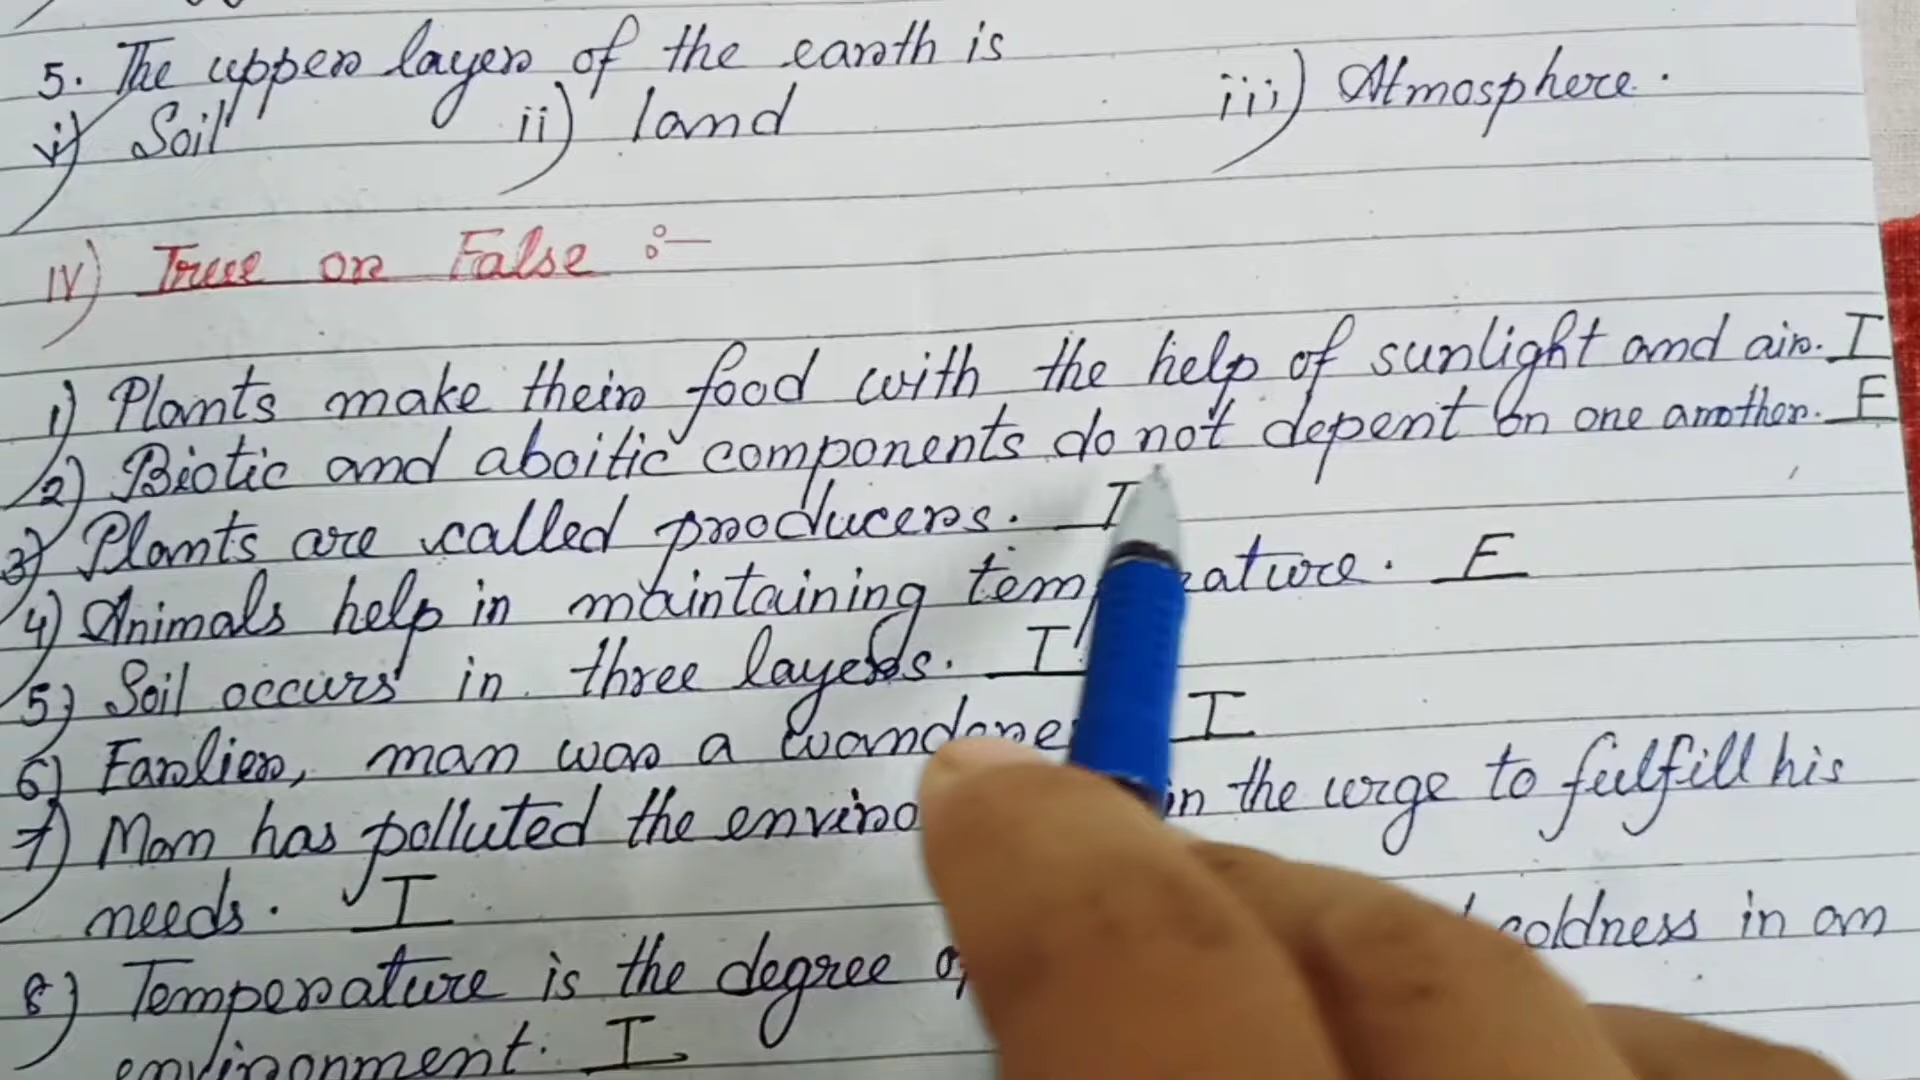 5. The upper layer of the earth is
i) Soil ii) land iii) Atmosphere.
IV) True or False :-
1) Plants make their food with the help of sunlight and air. T
2) Biotic and aboitic components do not depent on one another. F
3) Plants are called producers. T
4) Animals help in maintaining temperature. F
5) Soil occurs in three layers. T
6) Earlier, man was a T
7) Man has polluted the in the urge to fulfill his
needs. T
8) Temperature is the degree coldness in an
environment. T